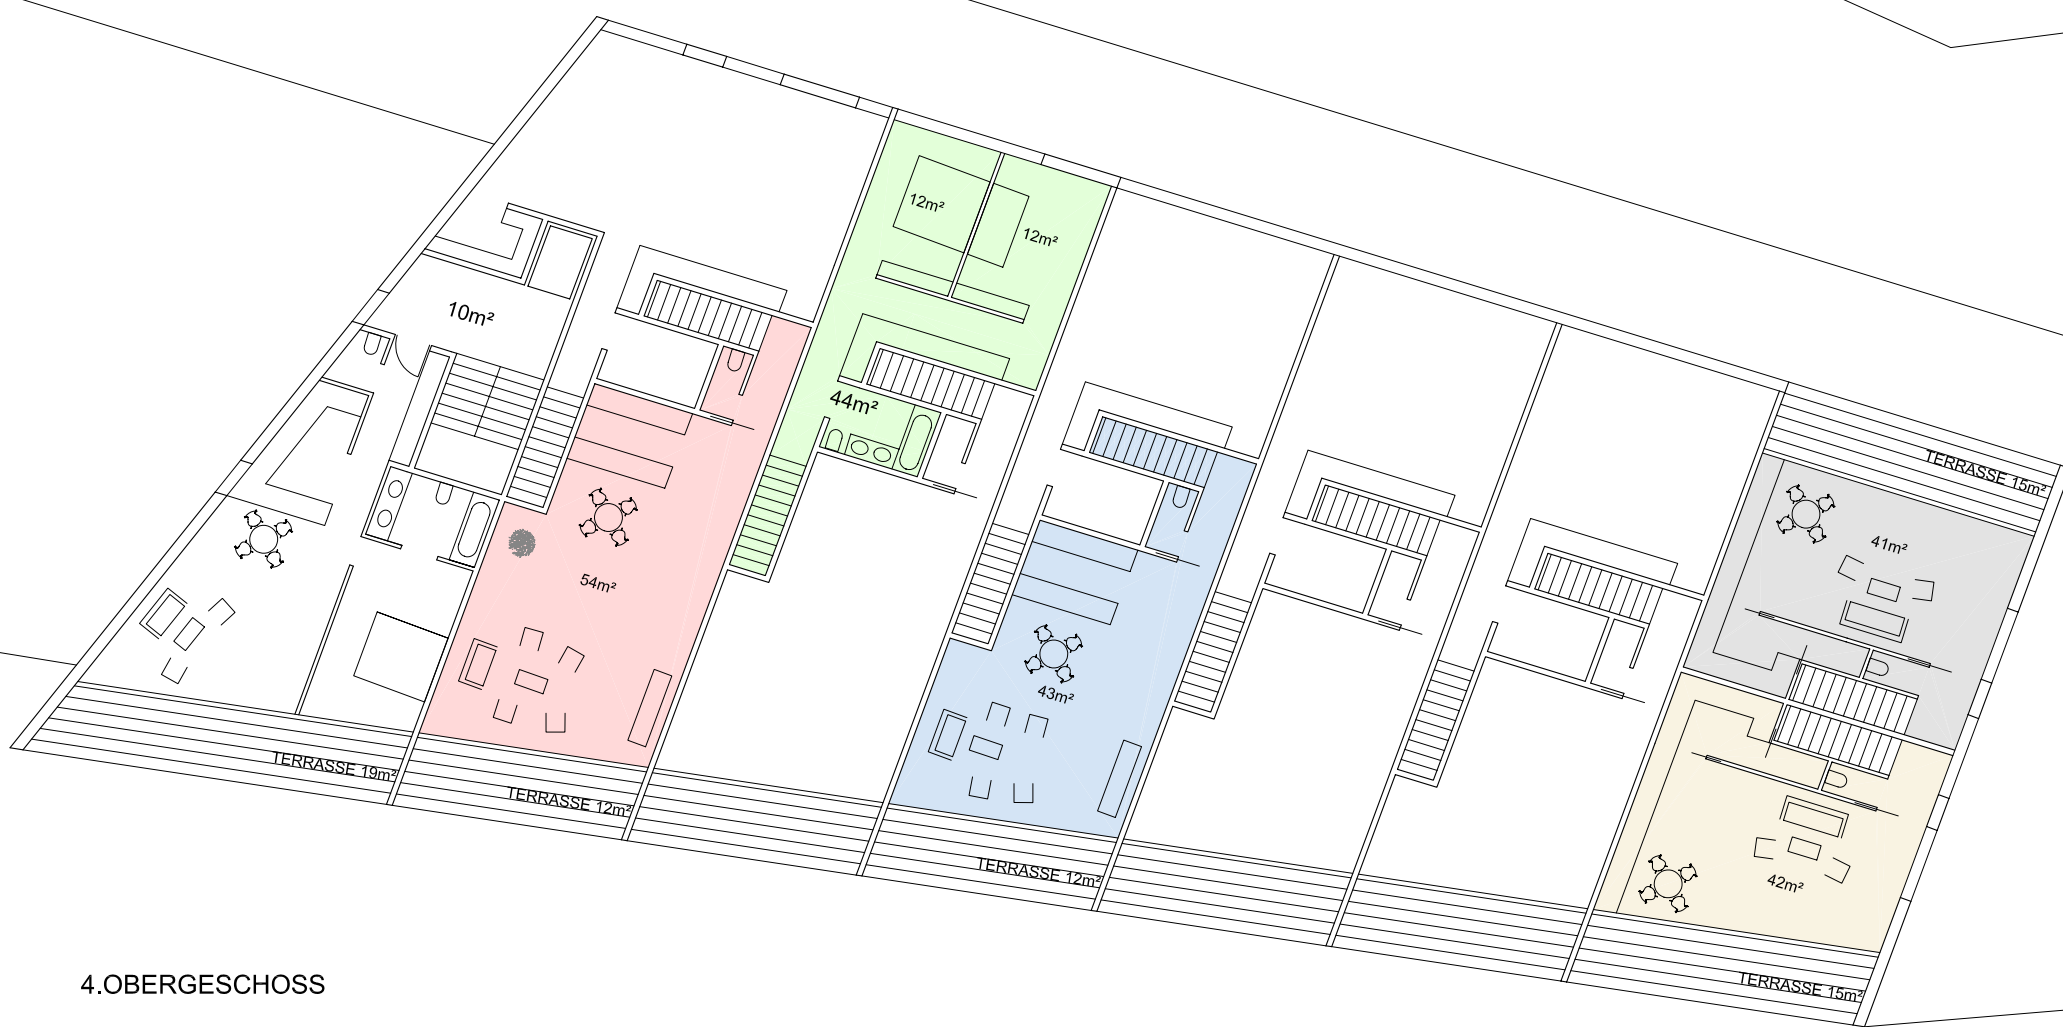 12m²
12m²
10m²
44m²
TERRASSE 15m²
41m²
54m²
43m²
TERRASSE 19m²
TERRASSE 12m²
TERRASSE 12m²
42m²
TERRASSE 15m²
4.OBERGESCHOSS